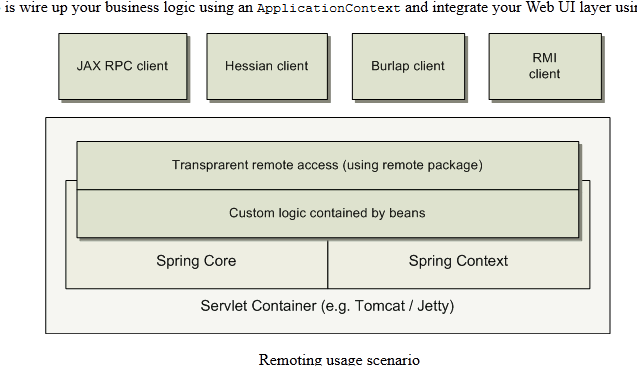 is wire up your business logic using an ApplicationContext and integrate your Web UI layer usin
JAX RPC client
Hessian client
Burlap client
RMI
client
Transprarent remote access (using remote package)
Custom logic contained by beans
Spring Core
Spring Context
Servlet Container (e.g. Tomcat / Jetty)
Remoting usage scenario